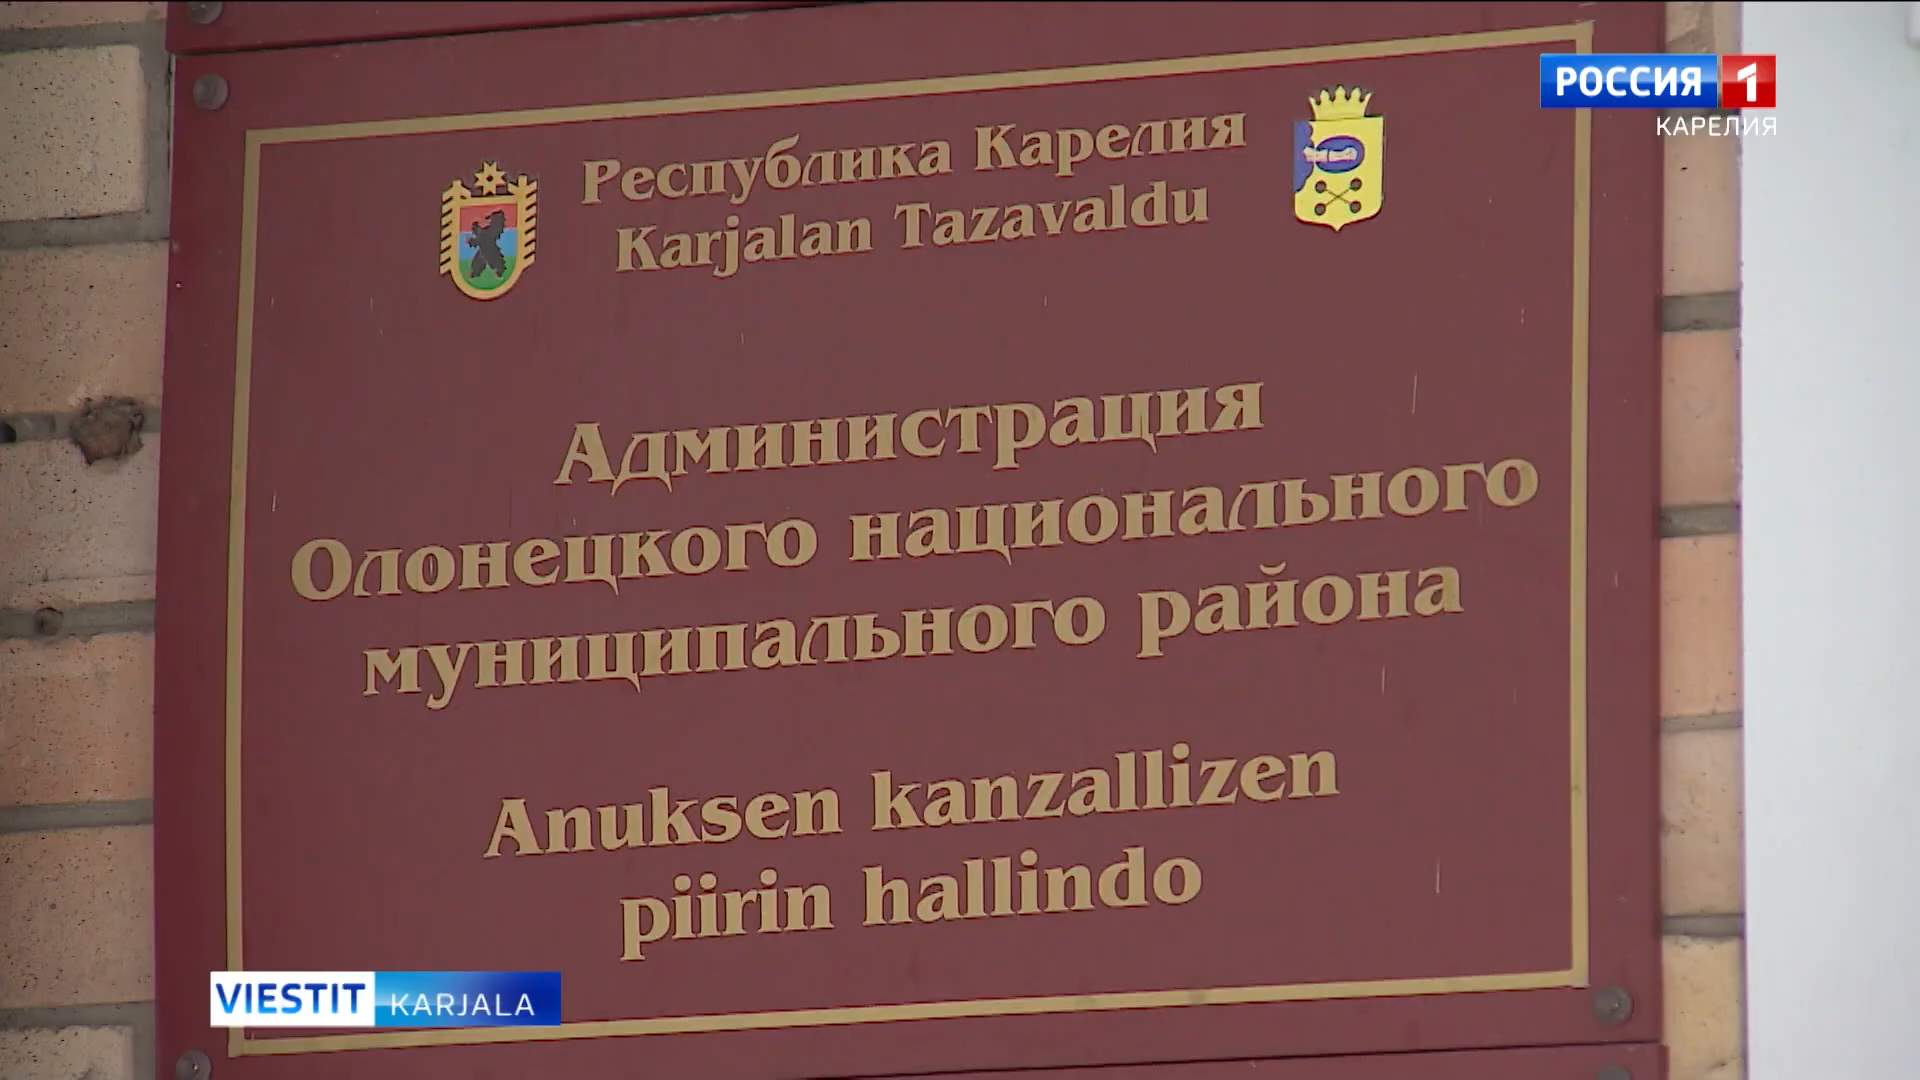 РОССИЯ 1
КАРЕЛИЯ
Республика Карелия
Karjalan Tazavaldu
Администрация
Олонецкого национального
муниципального района
Anuksen kanzallizen
piirin hallindo
VIESTIT KARJALA